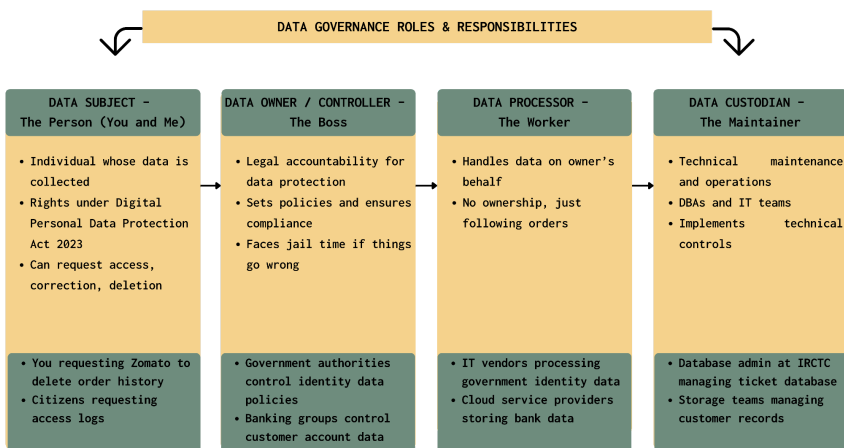 DATA GOVERNANCE ROLES & RESPONSIBILITIES
DATA SUBJECT –
The Person (You and Me)
• Individual whose data is
collected
• Rights under Digital
Personal Data Protection
Act 2023
• Can request access,
correction, deletion
• You requesting Zomato to
delete order history
• Citizens requesting
access logs
DATA OWNER / CONTROLLER –
The Boss
• Legal accountability for
data protection
• Sets policies and ensures
compliance
• Faces jail time if things
go wrong
• Government authorities
control identity data
policies
• Banking groups control
customer account data
DATA PROCESSOR –
The Worker
• Handles data on owner's
behalf
• No ownership, just
following orders
• IT vendors processing
government identity data
• Cloud service providers
storing bank data
DATA CUSTODIAN –
The Maintainer
• Technical maintenance
and operations
• DBAs and IT teams
• Implements technical
controls
• Database admin at IRCTC
managing ticket database
• Storage teams managing
customer records